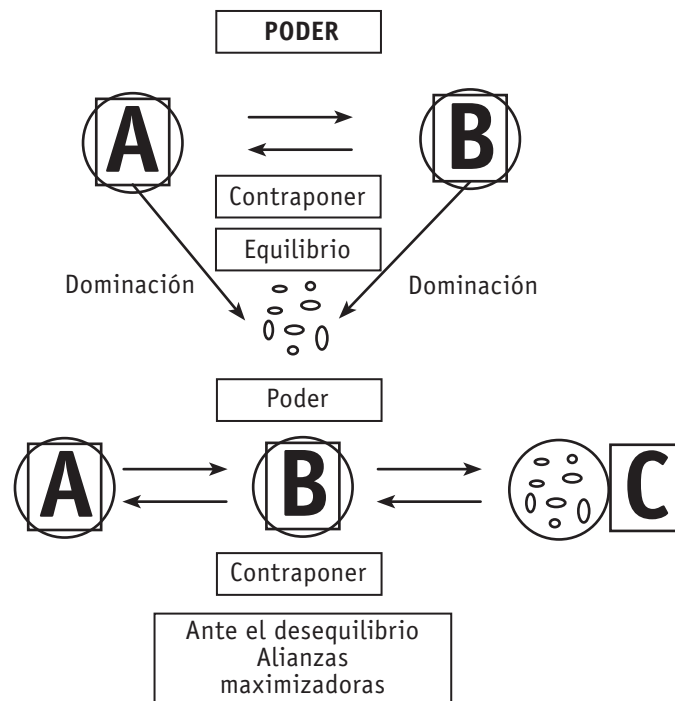 PODER
A
B
Contraponer
Equilibrio
Dominación
Dominación
Poder
A
B
C
Contraponer
Ante el desequilibrio
Alianzas
maximizadoras